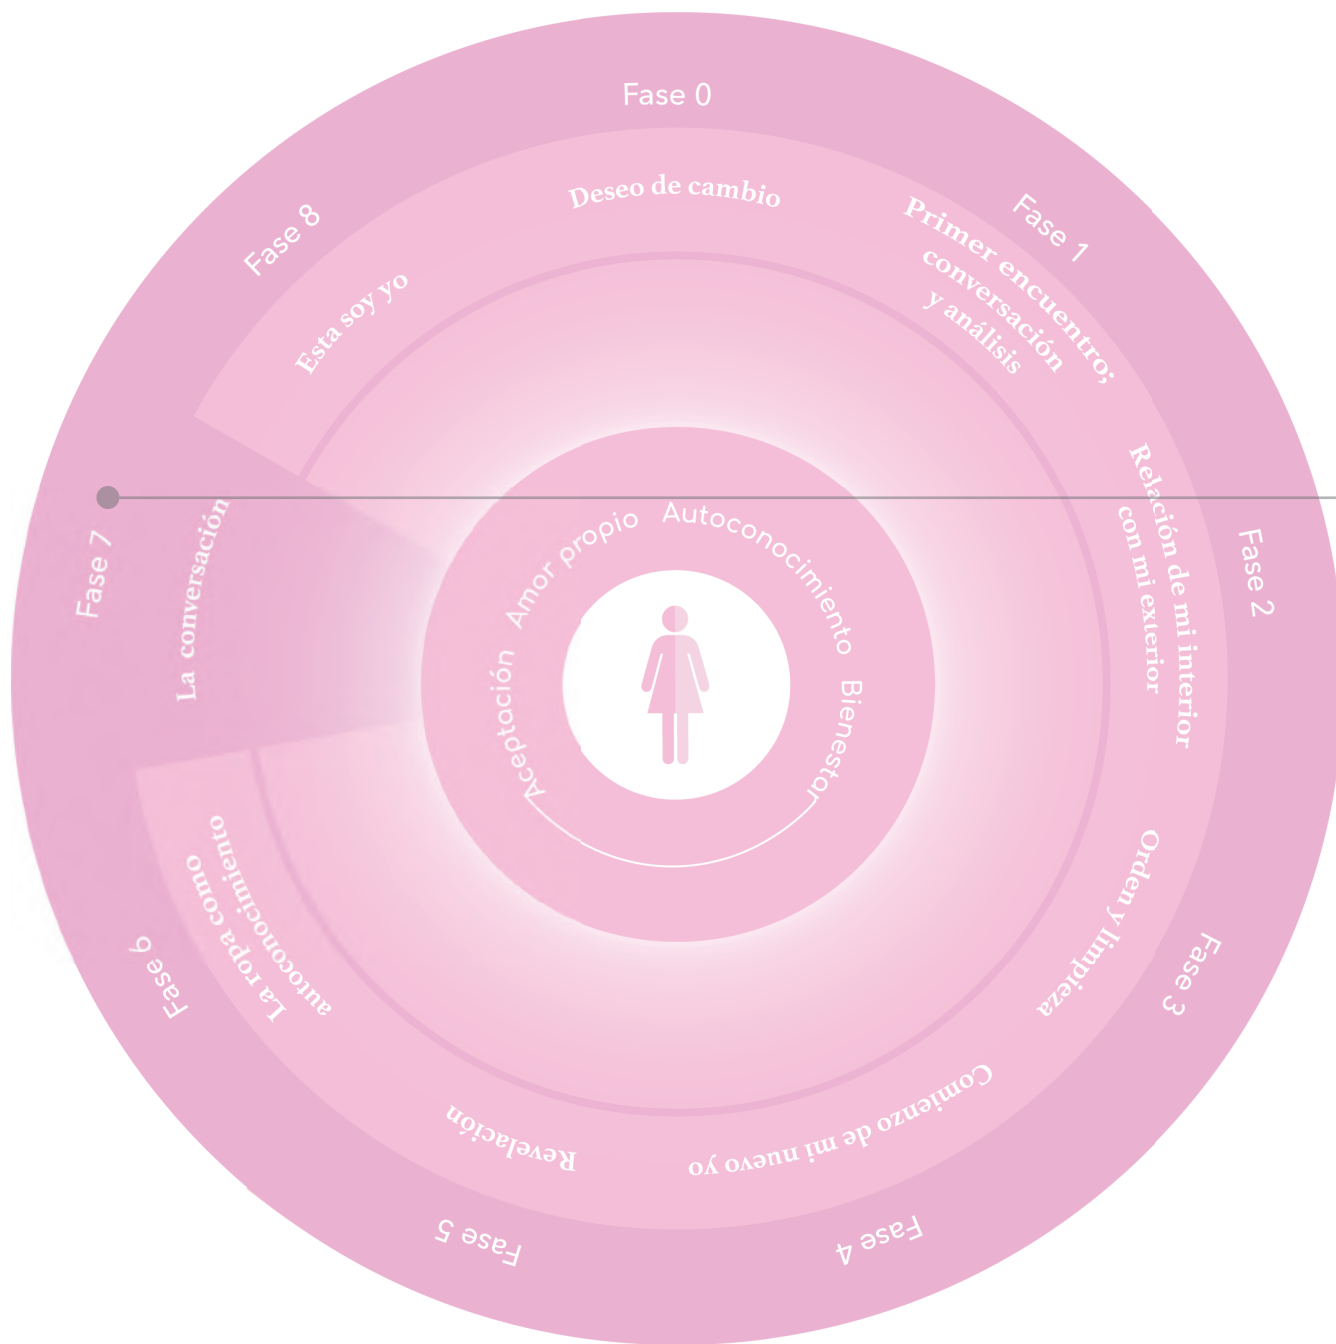 Fase 0
Deseo de cambio
Fase 1
Primer encuentro;
conversación
y análisis
Fase 2
Relación de mi interior
con mi exterior
Fase 3
Orden y limpieza
Fase 4
Comienzo de mi nuevo yo
Fase 5
Revelación
Fase 6
La ropa como
autoconocimiento
Fase 7
La conversación
Fase 8
Esta soy yo
Aceptación Amor propio Autoconocimiento Bienestar